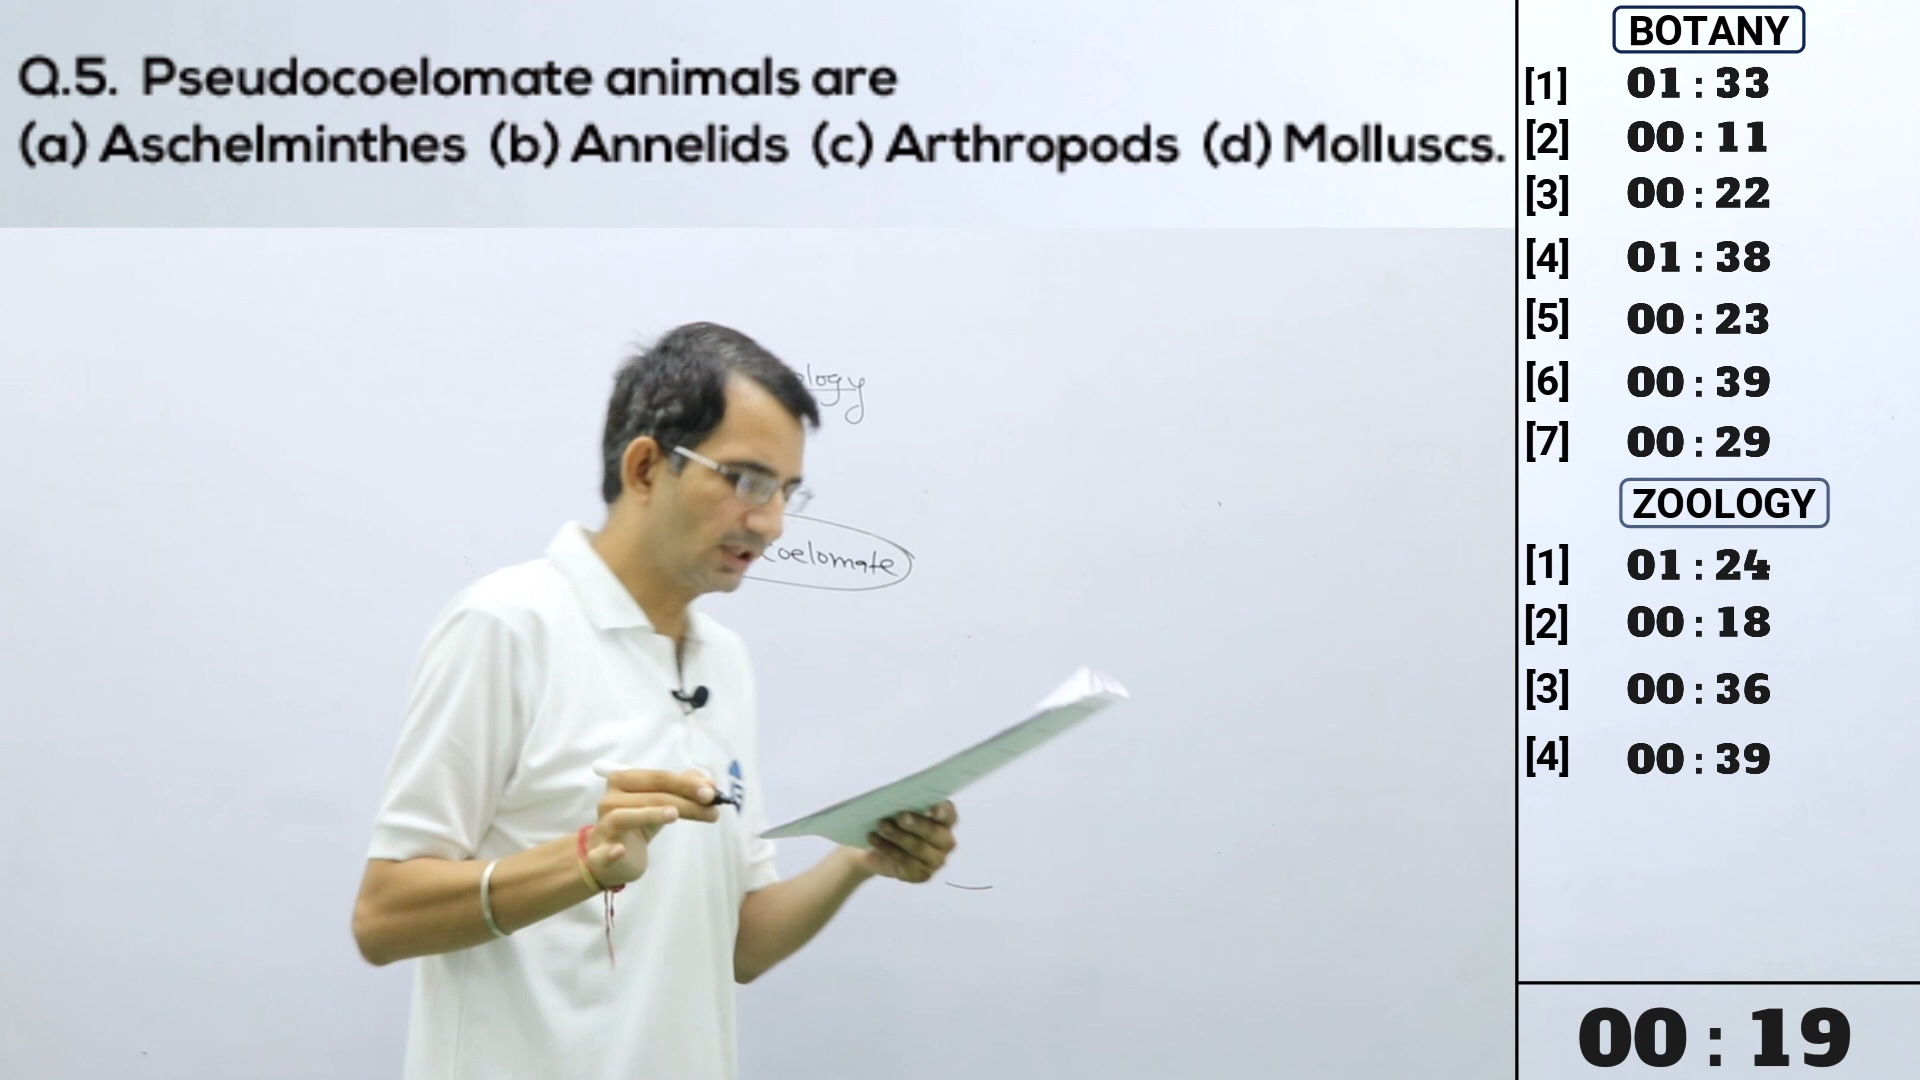 Q.5. Pseudocoelomate animals are
(a) Aschelminthes (b) Annelids (c) Arthropods (d) Molluscs.
coelomate
BOTANY
[1] 01 : 33
[2] 00 : 11
[3] 00 : 22
[4] 01 : 38
[5] 00 : 23
[6] 00 : 39
[7] 00 : 29
ZOOLOGY
[1] 01 : 24
[2] 00 : 18
[3] 00 : 36
[4] 00 : 39
00 : 19